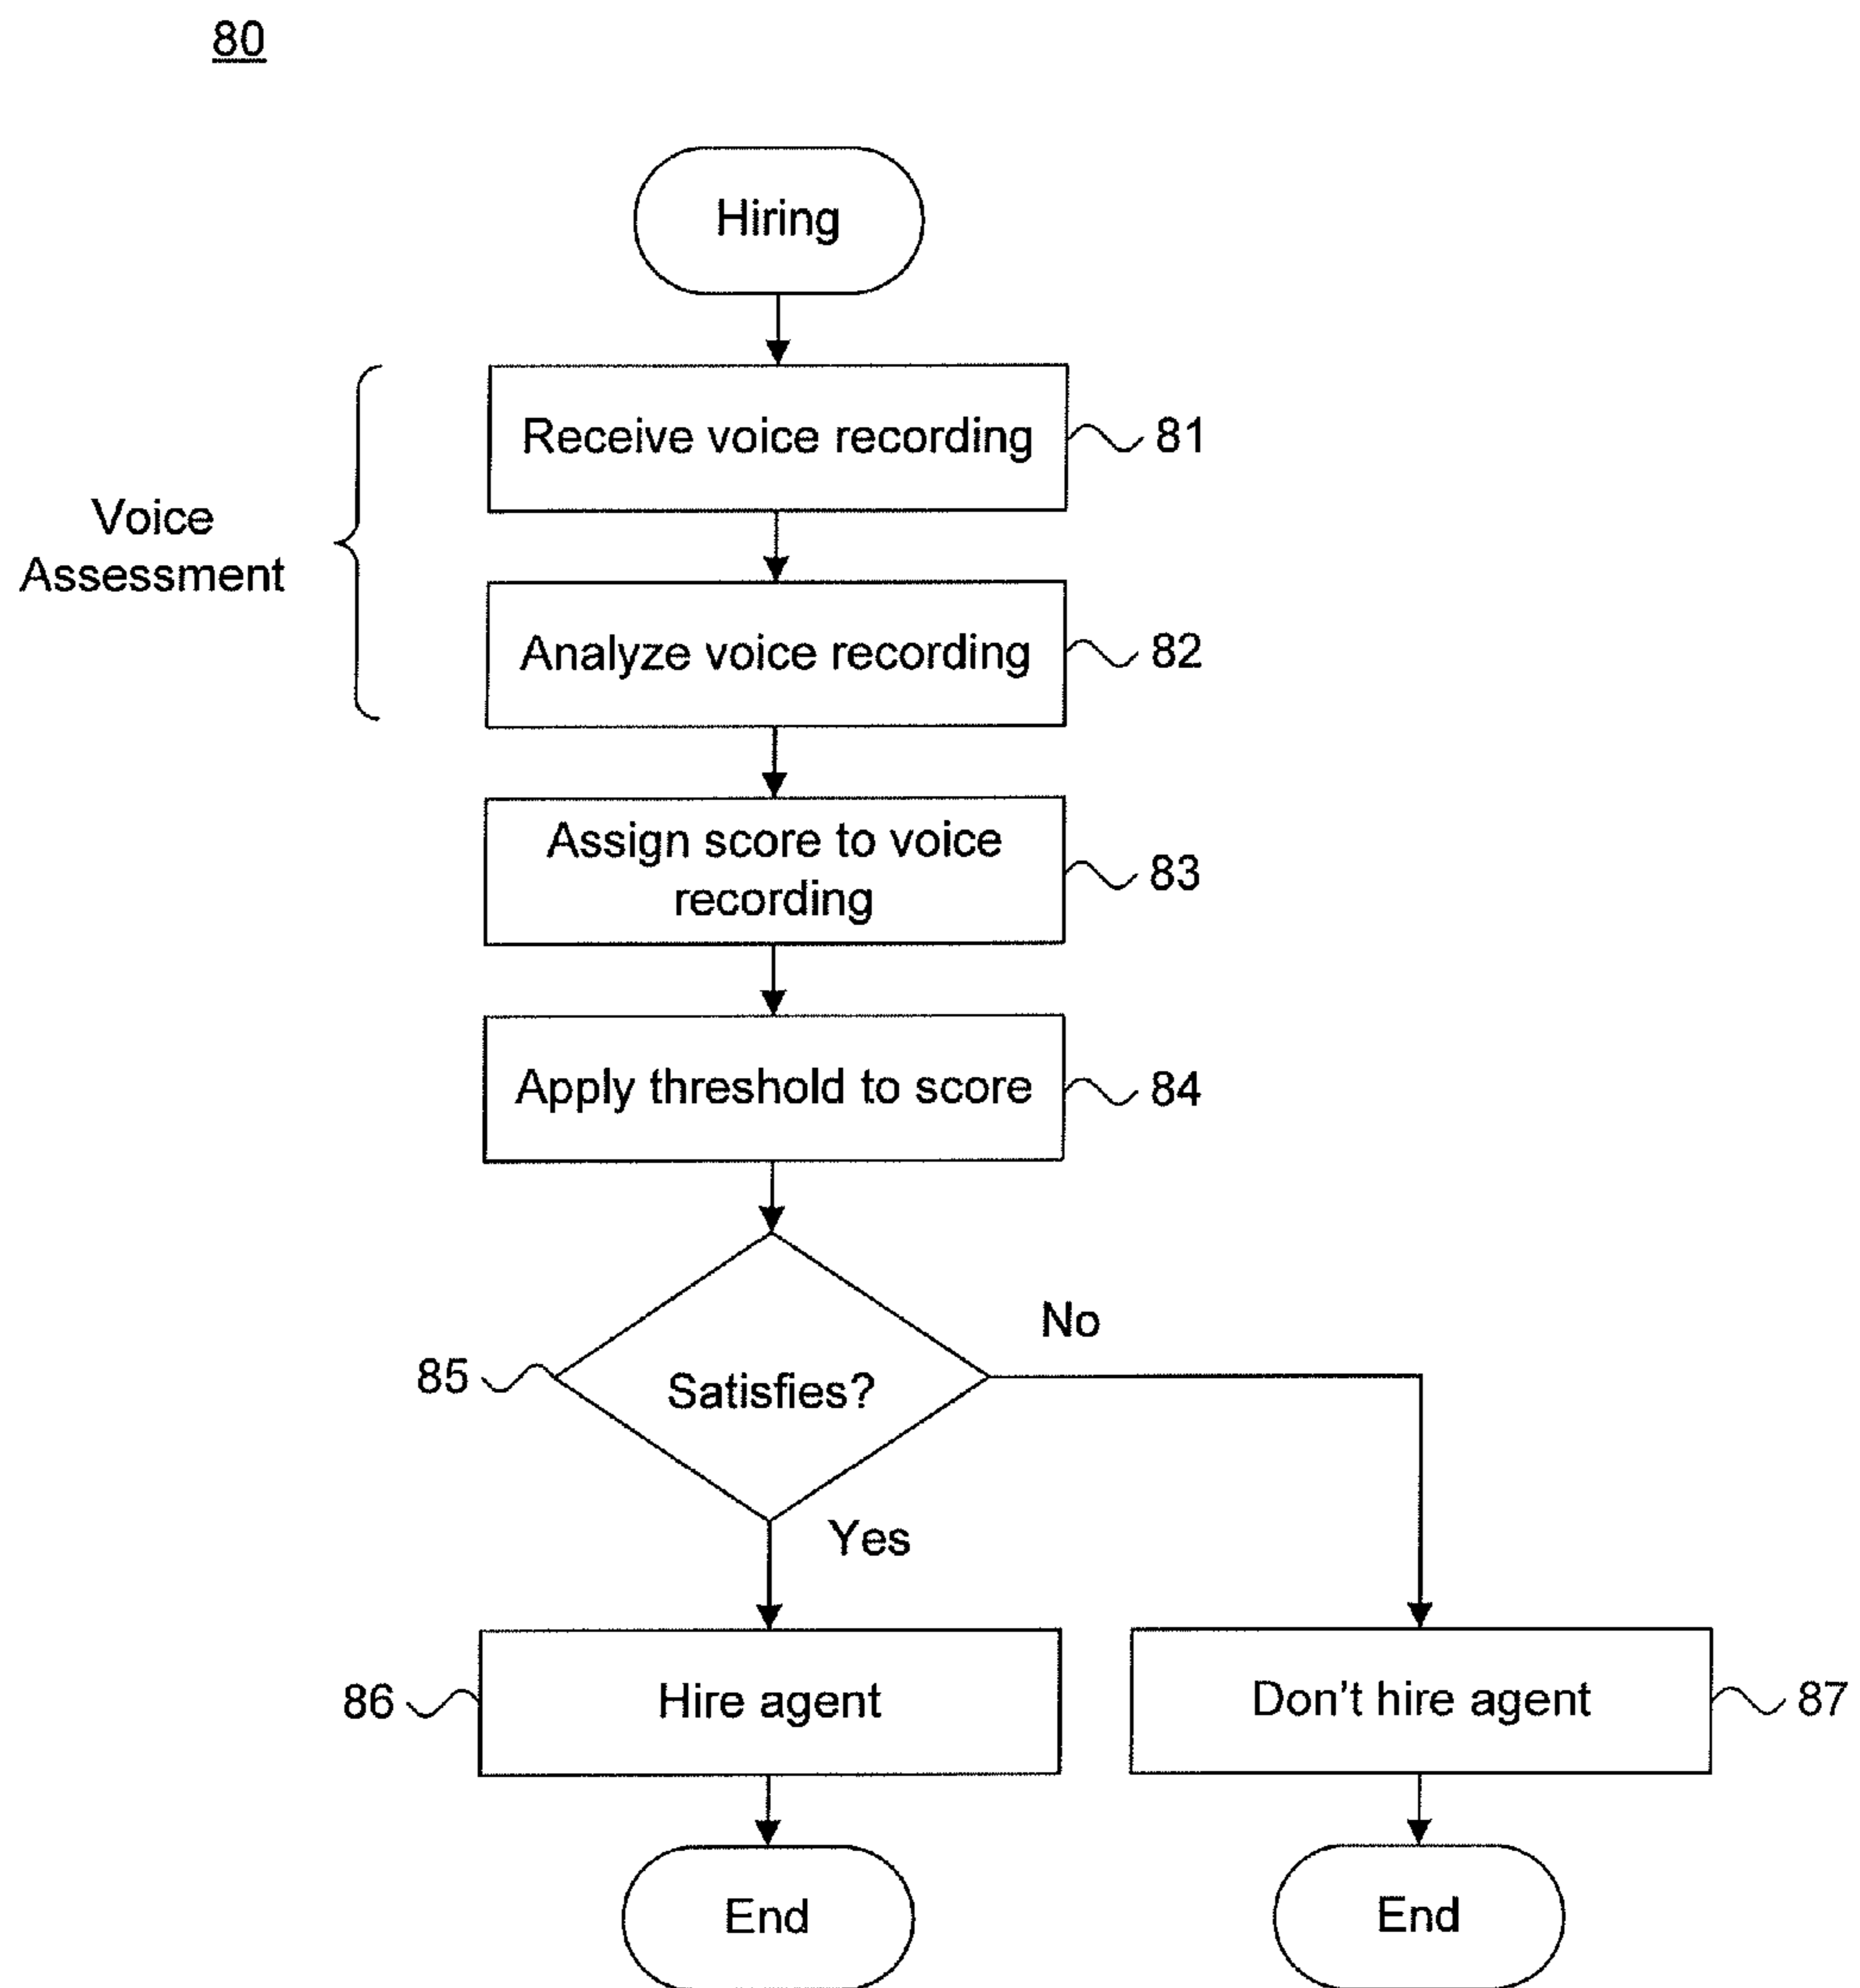 80
Hiring
Receive voice recording
81
Voice
Assessment
Analyze voice recording
82
Assign score to voice
recording
83
Apply threshold to score
84
No
85
Satisfies?
Yes
86
Hire agent
Don't hire agent
87
End
End